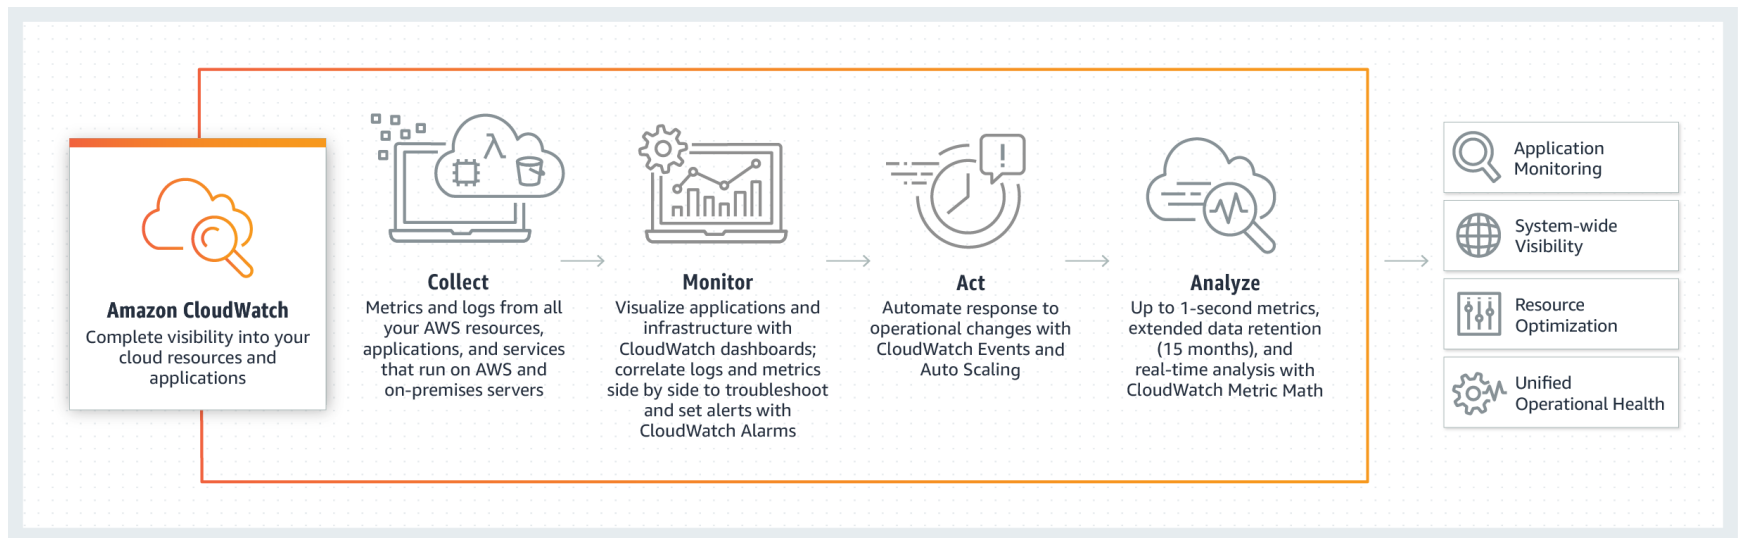 Amazon CloudWatch
Complete visibility into your
cloud resources and
applications
Collect
Metrics and logs from all
your AWS resources,
applications, and services
that run on AWS and
on-premises servers
Monitor
Visualize applications and
infrastructure with
CloudWatch dashboards;
correlate logs and metrics
side by side to troubleshoot
and set alerts with
CloudWatch Alarms
Act
Automate response to
operational changes with
CloudWatch Events and
Auto Scaling
Analyze
Up to 1-second metrics,
extended data retention
(15 months), and
real-time analysis with
CloudWatch Metric Math
Application
Monitoring
System-wide
Visibility
Resource
Optimization
Unified
Operational Health